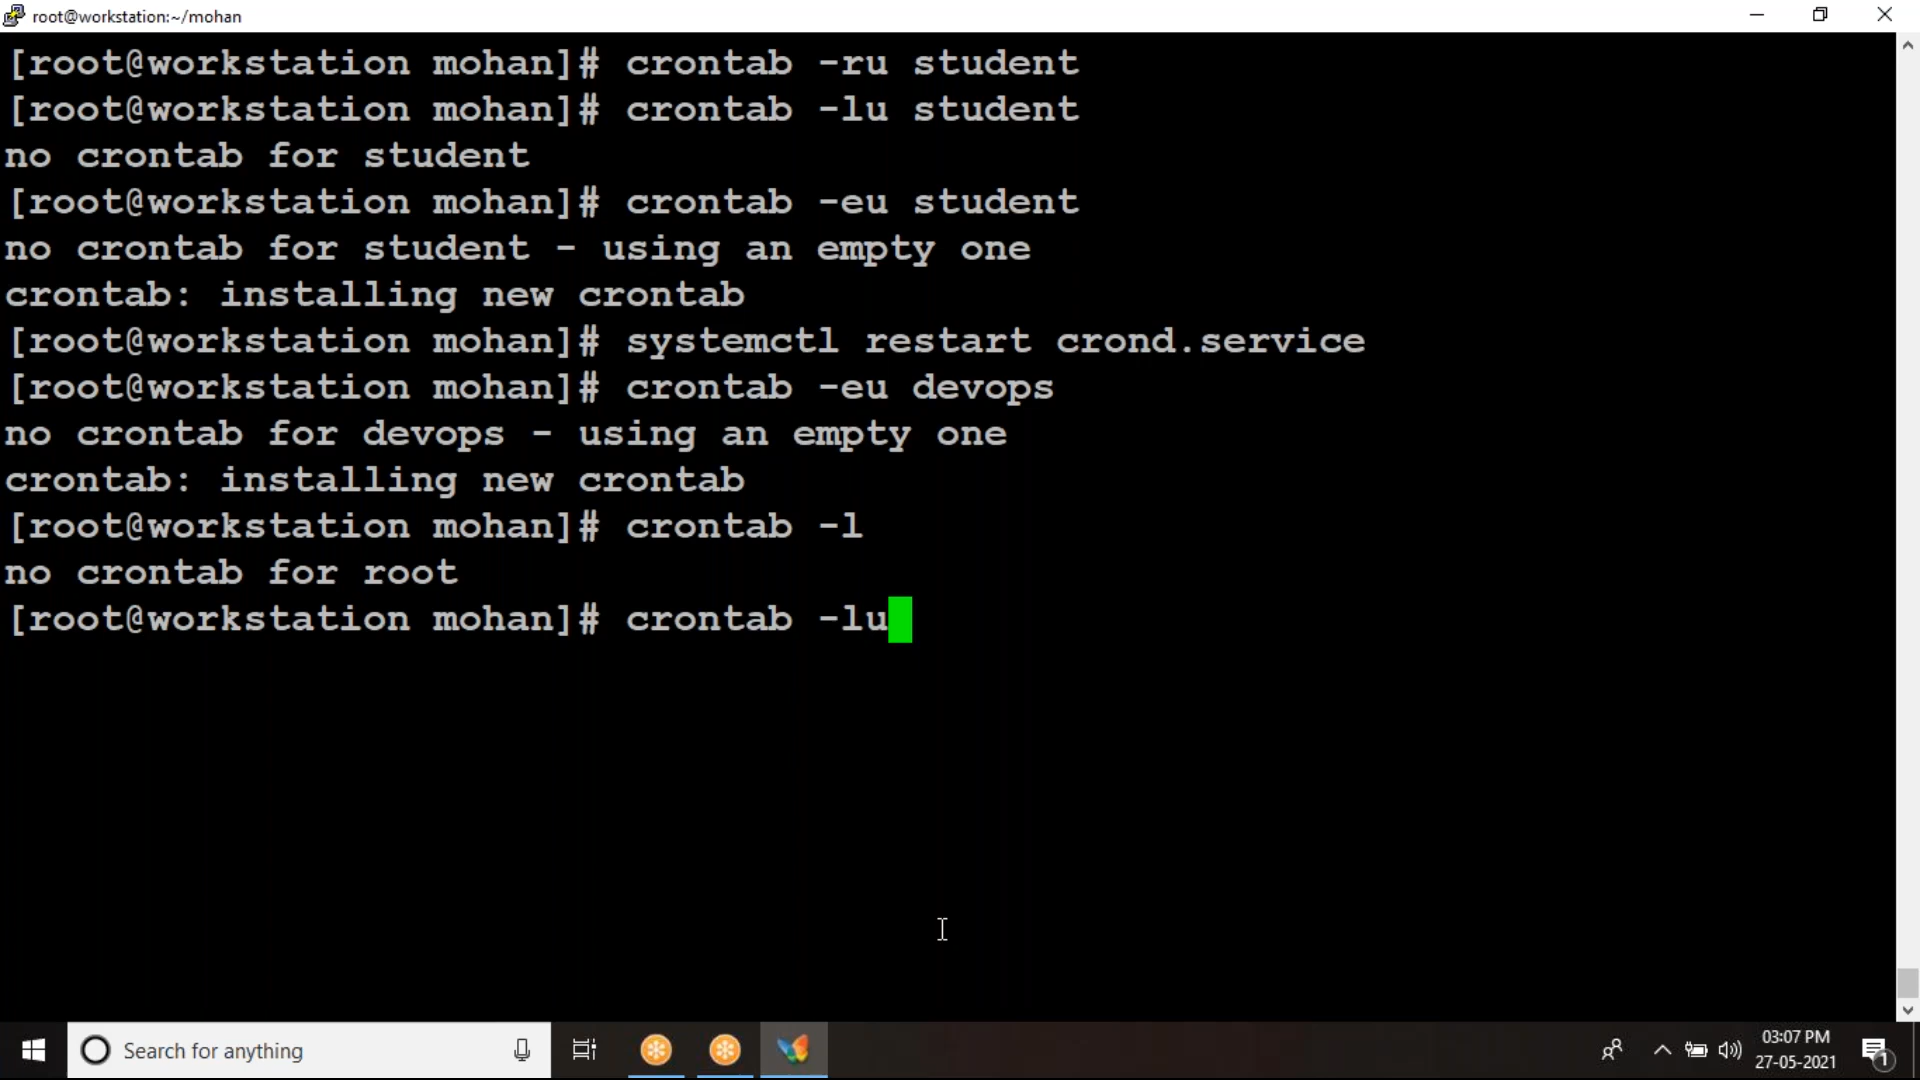 root@workstation:~/mohan
[root@workstation mohan]# crontab -ru student
[root@workstation mohan]# crontab -lu student
no crontab for student
[root@workstation mohan]# crontab -eu student
no crontab for student - using an empty one
crontab: installing new crontab
[root@workstation mohan]# systemctl restart crond.service
[root@workstation mohan]# crontab -eu devops
no crontab for devops - using an empty one
crontab: installing new crontab
[root@workstation mohan]# crontab -l
no crontab for root
[root@workstation mohan]# crontab -lu
Search for anything
03:07 PM
27-05-2021
1